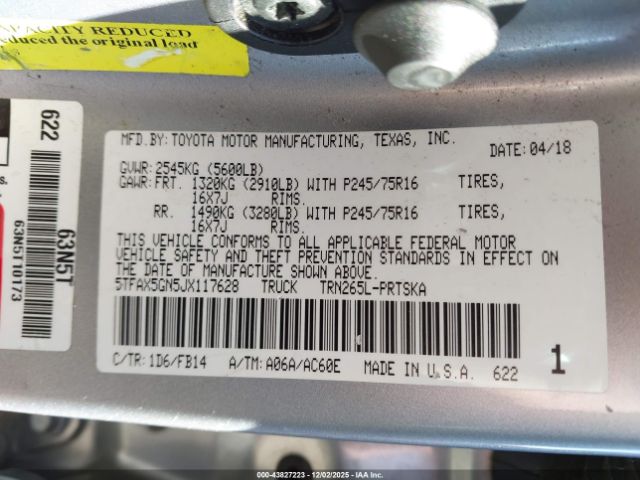 CAPACITY REDUCED
reduced the original load
622
63N5T
63N5T10173
s.
MFD.BY:TOYOTA MOTOR MANUFACTURING, TEXAS, INC.
DATE:04/18
GVWR:2545KG (5600LB)
GAWR:FRT. 1320KG (2910LB) WITH P245/75R16 TIRES,
16X7J RIMS.
RR. 1490KG (3280LB) WITH P245/75R16 TIRES,
16X7J RIMS.
THIS VEHICLE CONFORMS TO ALL APPLICABLE FEDERAL MOTOR
VEHICLE SAFETY AND THEFT PREVENTION STANDARDS IN EFFECT ON
THE DATE OF MANUFACTURE SHOWN ABOVE.
5TFAX5GN5JX117628 TRUCK TRN265L-PRTSKA
C/TR:1D6/FB14 A/TM:A06A/AC60E MADE IN U.S.A. 622 1
© 43827223 - 12/02/2025 - IAA Inc.